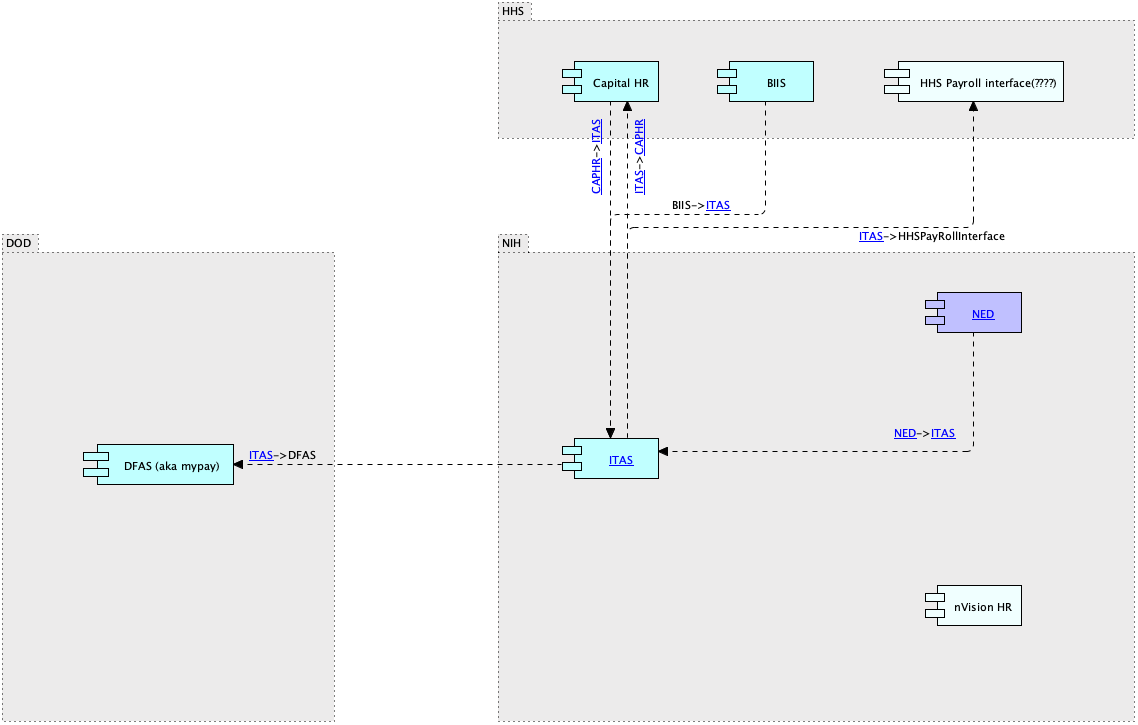 HHS
Capital HR
BIIS
HHS Payroll interface(????)
CAPHR->ITAS
ITAS->CAPHR
BIIS->ITAS
ITAS->HHSPayRollInterface
DOD
NIH
NED
NED->ITAS
ITAS->DFAS
DFAS (aka mypay)
ITAS
nVision HR